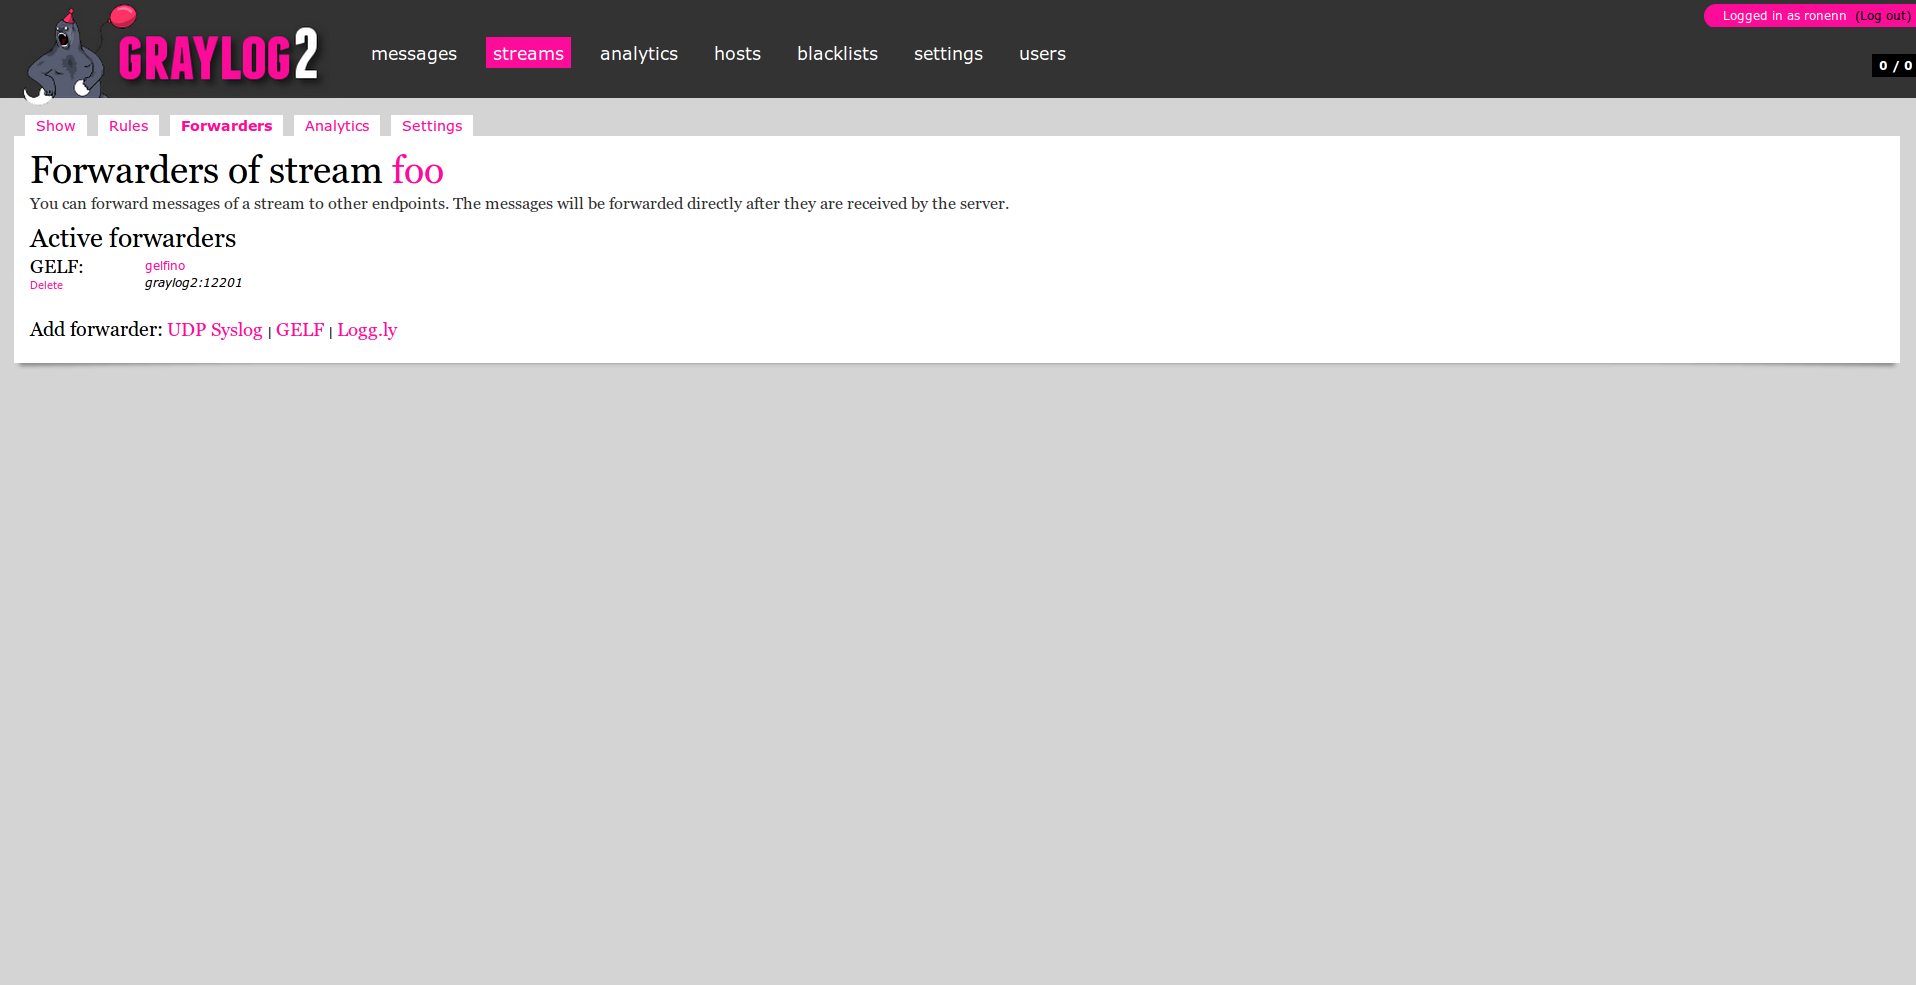 Logged in as ronenn (Log out)
GRAYLOG2
messages streams analytics hosts blacklists settings users
0 / 0
Show Rules Forwarders Analytics Settings
Forwarders of stream foo
You can forward messages of a stream to other endpoints. The messages will be forwarded directly after they are received by the server.
Active forwarders
GELF: gelfino
Delete graylog2:12201
Add forwarder: UDP Syslog | GELF | Logg.ly